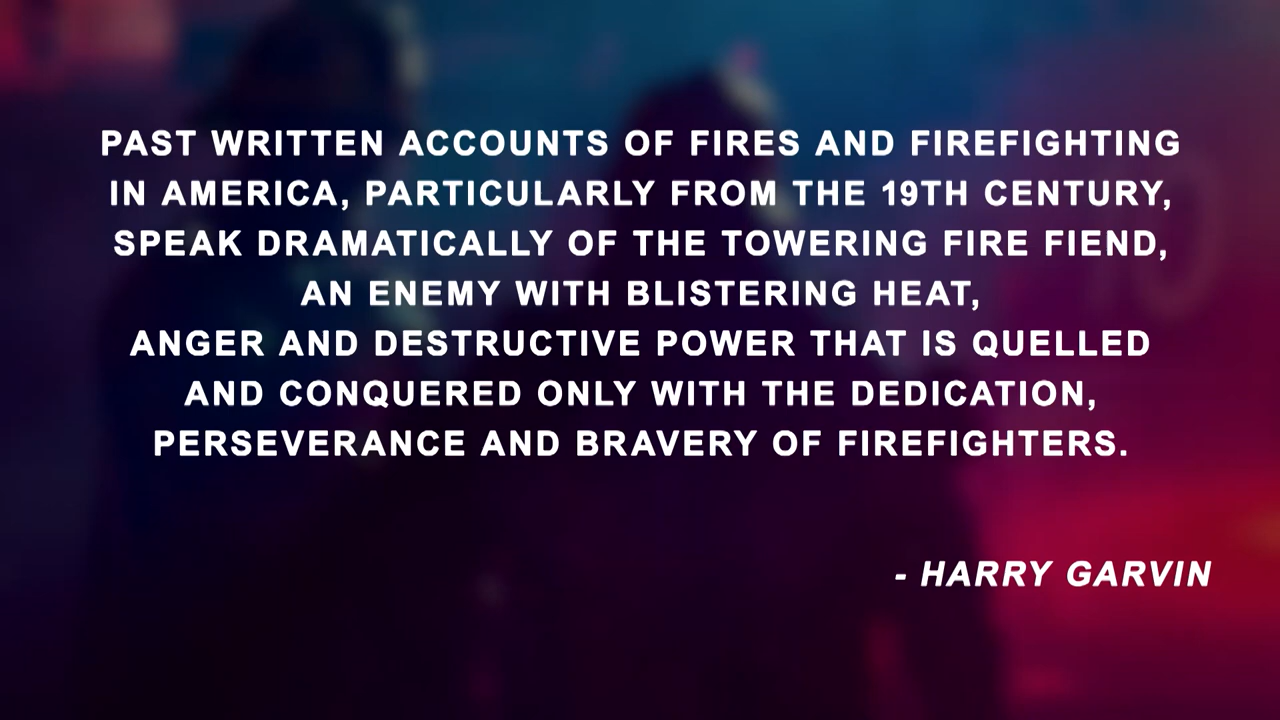 PAST WRITTEN ACCOUNTS OF FIRES AND FIREFIGHTING
IN AMERICA, PARTICULARLY FROM THE 19TH CENTURY,
SPEAK DRAMATICALLY OF THE TOWERING FIRE FIEND,
AN ENEMY WITH BLISTERING HEAT,
ANGER AND DESTRUCTIVE POWER THAT IS QUELLED
AND CONQUERED ONLY WITH THE DEDICATION,
PERSEVERANCE AND BRAVERY OF FIREFIGHTERS.
- HARRY GARVIN